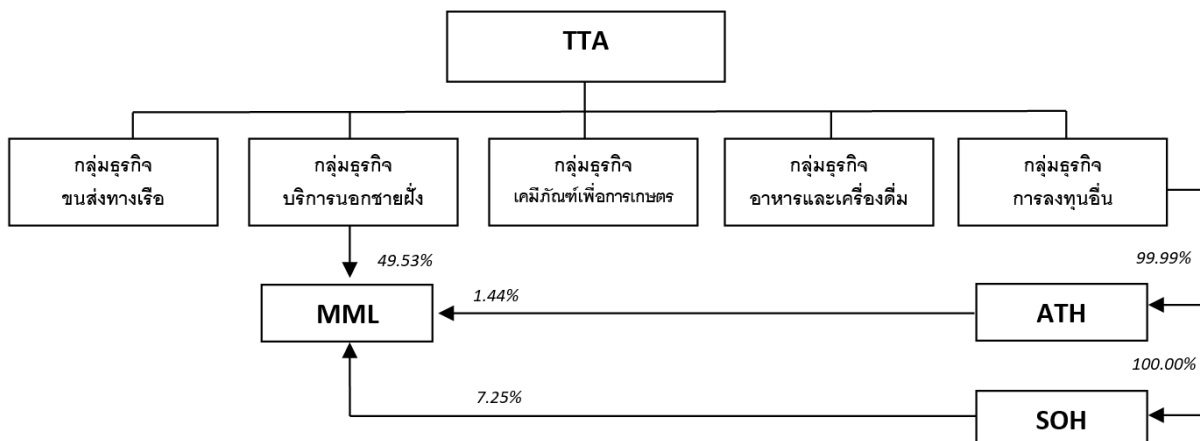 TTA
กลุ่มธุรกิจ
ขนส่งทางเรือ
กลุ่มธุรกิจ
บริการนอกชายฝั่ง
กลุ่มธุรกิจ
เคมีภัณฑ์เพื่อการเกษตร
กลุ่มธุรกิจ
อาหารและเครื่องดื่ม
กลุ่มธุรกิจ
การลงทุนอื่น
49.53%
99.99%
MML
1.44%
ATH
100.00%
7.25%
SOH